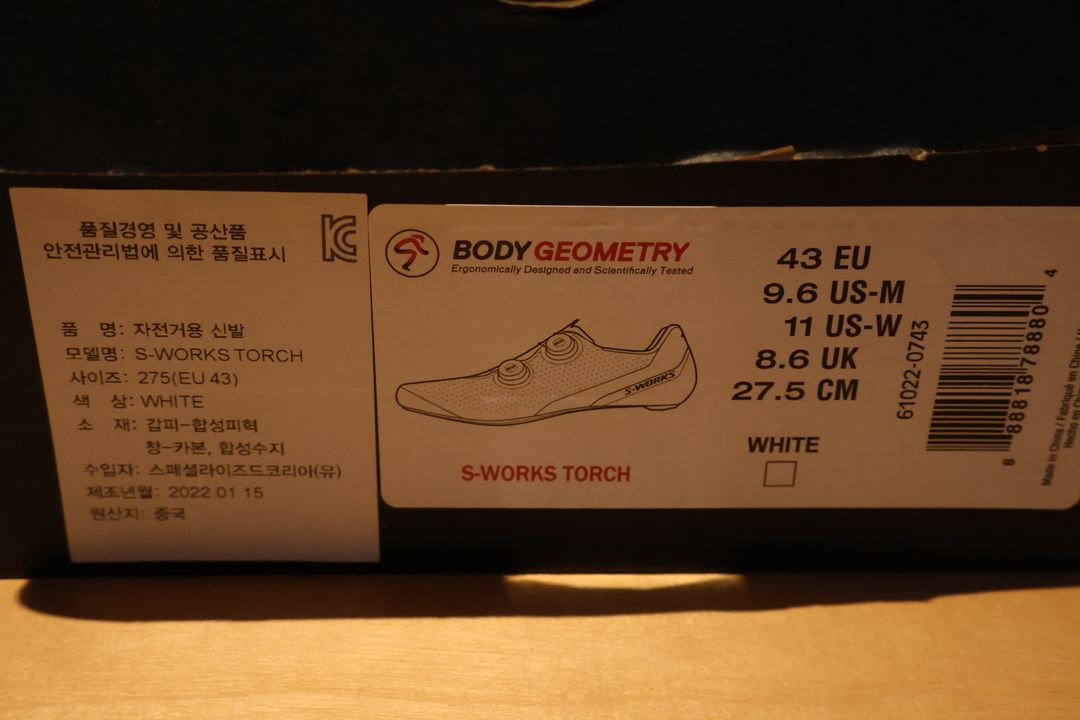 품질경영 및 공산품
안전관리법에 의한 품질표시
품 명: 자전거용 신발
모델명: S-WORKS TORCH
사이즈: 275(EU 43)
색 상: WHITE
소 재: 갑피-합성피혁
창-카본, 합성수지
수입자: 스페셜라이즈드코리아(유)
제조년월: 2022.01.15
원산지: 중국
BODY GEOMETRY
Ergonomically Designed and Scientifically Tested
S-WORKS
S-WORKS TORCH
43 EU
9.6 US-M
11 US-W
8.6 UK
27.5 CM
WHITE
61022-0743
8 88818 78880 4
Made in China / Fabriqué en Chine /
Hecho en